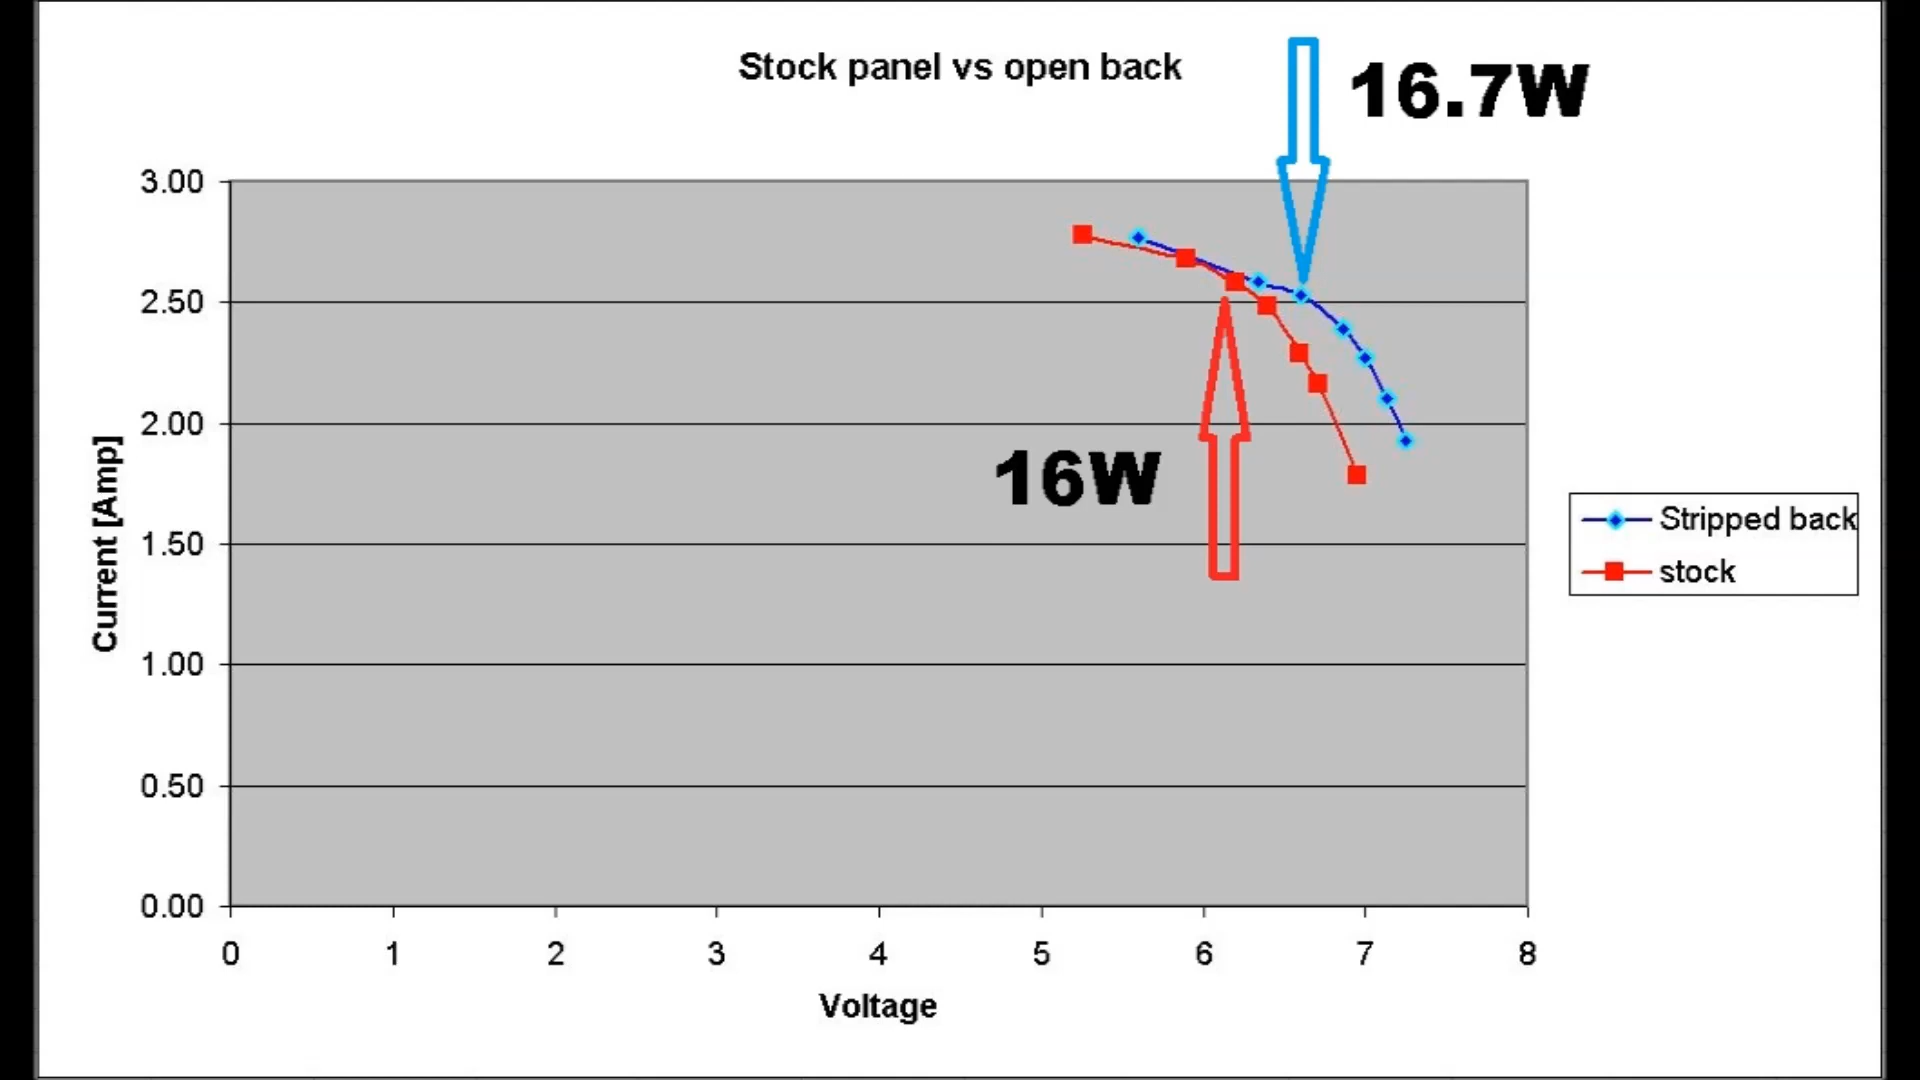 Stock panel vs open back
16.7W
3.00
2.50
2.00
1.50
1.00
0.50
0.00
Current [Amp]
16W
Stripped back
stock
0 1 2 3 4 5 6 7 8
Voltage